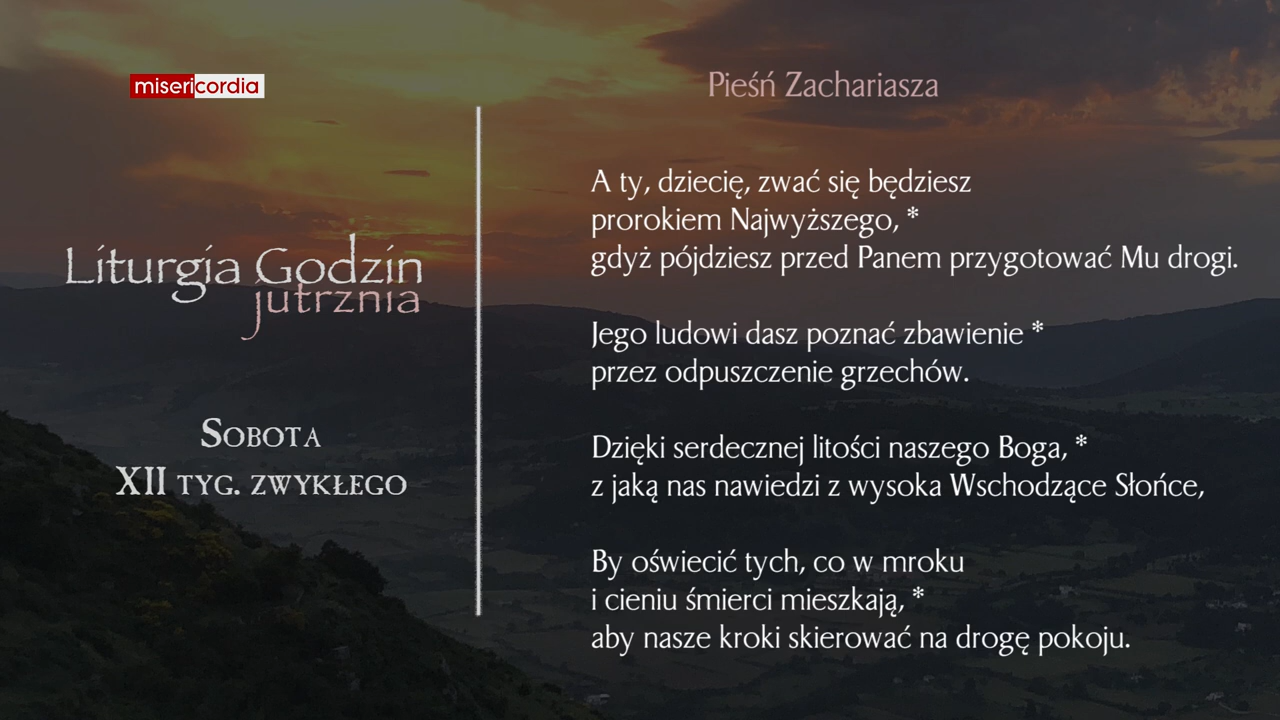 misericordia
Liturgia Godzin
jutrznia
Sobota
XII tyg. zwykłego
Pieśń Zachariasza
A ty, dziecię, zwać się będziesz
prorokiem Najwyższego, *
gdyż pójdziesz przed Panem przygotować Mu drogi.
Jego ludowi dasz poznać zbawienie *
przez odpuszczenie grzechów.
Dzięki serdecznej litości naszego Boga, *
z jaką nas nawiedzi z wysoka Wschodzące Słońce,
By oświecić tych, co w mroku
i cieniu śmierci mieszkają, *
aby nasze kroki skierować na drogę pokoju.